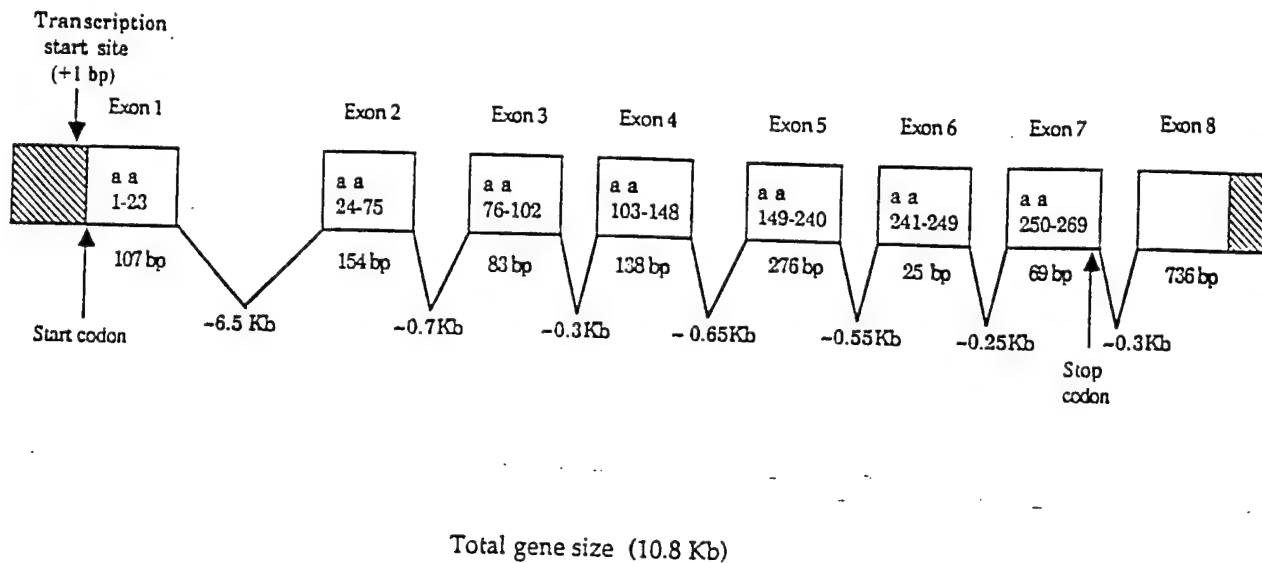 Transcription
start site
(+1 bp)
Exon 1
Exon 2
Exon 3
Exon 4
Exon 5
Exon 6
Exon 7
Exon 8
a a
1-23
a a
24-75
a a
76-102
a a
103-148
a a
149-240
a a
241-249
a a
250-269
107 bp
154 bp
83 bp
138 bp
276 bp
25 bp
69 bp
736 bp
Start codon
~6.5 Kb
~0.7Kb
~0.3Kb
~ 0.65Kb
~0.55Kb
~0.25Kb
~0.3Kb
Stop
codon
Total gene size (10.8 Kb)